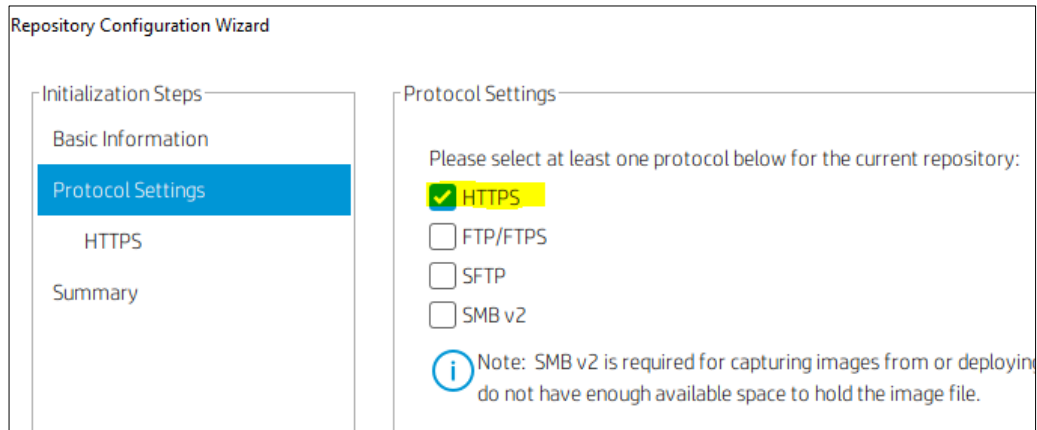 Repository Configuration Wizard
Initialization Steps
Basic Information
Protocol Settings
HTTPS
Summary
Protocol Settings
Please select at least one protocol below for the current repository:
HTTPS
FTP/FTPS
SFTP
SMB v2
Note: SMB v2 is required for capturing images from or deploying
do not have enough available space to hold the image file.